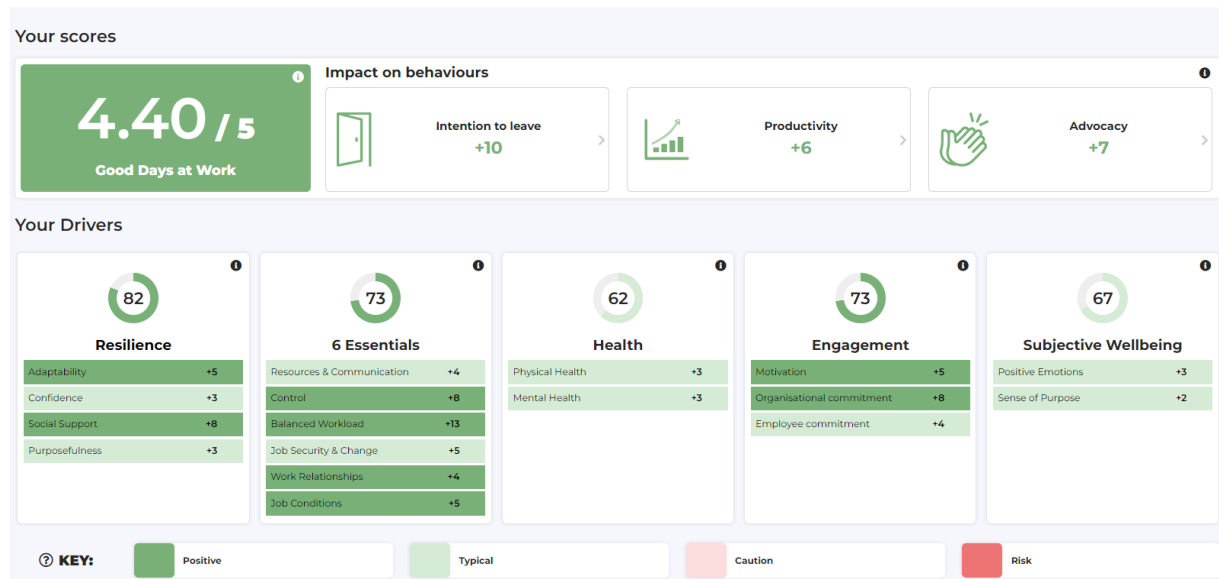 Your scores
4.40 / 5
Good Days at Work
Impact on behaviours
Intention to leave
+10
Productivity
+6
Advocacy
+7
Your Drivers
82
Resilience
Adaptability +5
Confidence +3
Social Support +8
Purposefulness +3
73
6 Essentials
Resources & Communication +4
Control +8
Balanced Workload +13
Job Security & Change +5
Work Relationships +4
Job Conditions +5
62
Health
Physical Health +3
Mental Health +3
73
Engagement
Motivation +5
Organisational commitment +8
Employee commitment +4
67
Subjective Wellbeing
Positive Emotions +3
Sense of Purpose +2
? KEY:
Positive
Typical
Caution
Risk